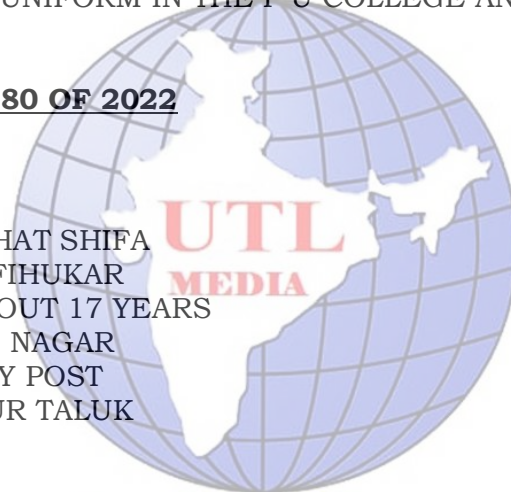 UNIFORM IN THE P U COLLEGE AN
80 OF 2022
HAT SHIFA
FIHUKAR
OUT 17 YEARS
NAGAR
Y POST
UR TALUK
UTL
MEDIA